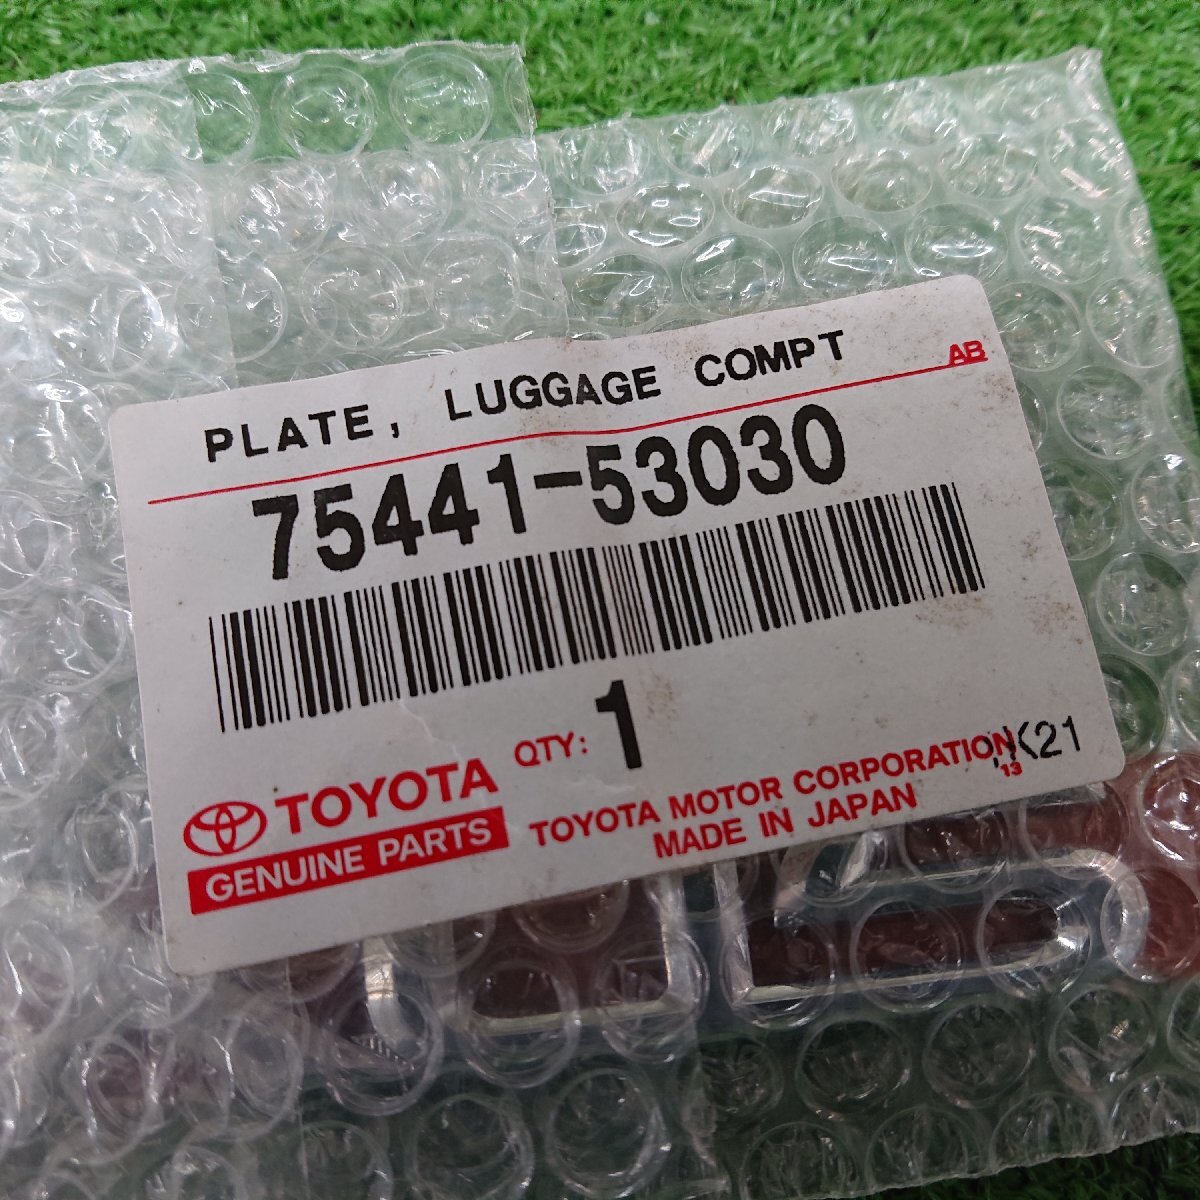 PLATE, LUGGAGE COMPT
AB
75441-53030
QTY: 1
TOYOTA
GENUINE PARTS
TOYOTA MOTOR CORPORATION
13
MADE IN JAPAN
K21